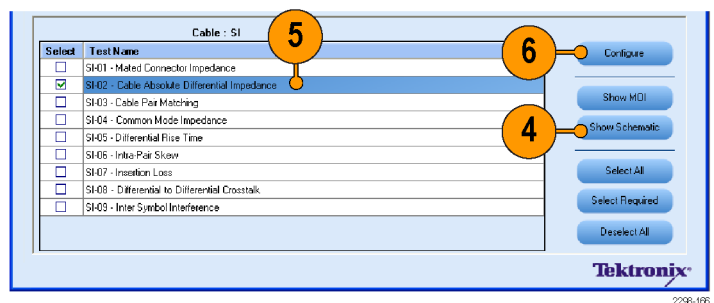 Cable : SI
5
6
4
Select Test Name
SI-01 - Mated Connector Impedance
SI-02 - Cable Absolute Differential Impedance
SI-03 - Cable Pair Matching
SI-04 - Common Mode Impedance
SI-05 - Differential Rise Time
SI-06 - Intra-Pair Skew
SI-07 - Insertion Loss
SI-08 - Differential to Differential Crosstalk
SI-09 - Inter Symbol Interference
Configure
Show MOI
Show Schematic
Select All
Select Required
Deselect All
Tektronix
2298-166